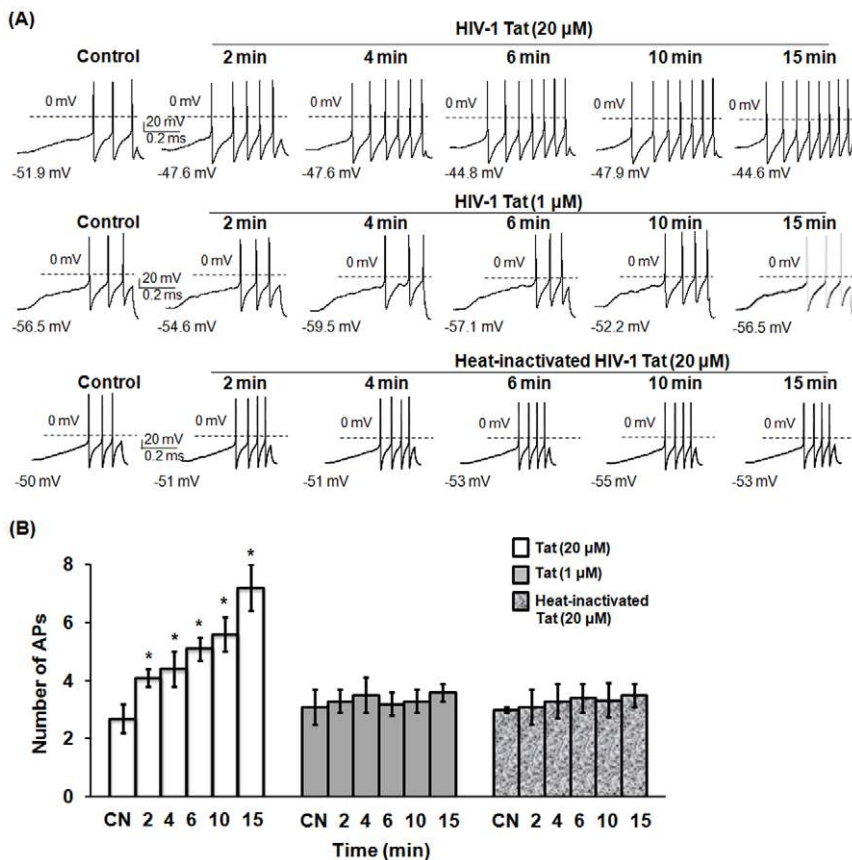 (A)
HIV-1 Tat (20 µM)
Control 2 min 4 min 6 min 10 min 15 min
0 mV 0 mV 0 mV 0 mV 0 mV 0 mV
20 mV
0.2 ms
-51.9 mV -47.6 mV -47.6 mV -44.8 mV -47.9 mV -44.6 mV
HIV-1 Tat (1 µM)
Control 2 min 4 min 6 min 10 min 15 min
0 mV 0 mV 0 mV 0 mV 0 mV 0 mV
20 mV
0.2 ms
-56.5 mV -54.6 mV -59.5 mV -57.1 mV -52.2 mV -56.5 mV
Heat-inactivated HIV-1 Tat (20 µM)
Control 2 min 4 min 6 min 10 min 15 min
0 mV 0 mV 0 mV 0 mV 0 mV 0 mV
20 mV
0.2 ms
-50 mV -51 mV -51 mV -53 mV -55 mV -53 mV
(B)
Number of APs
8
6
4
2
0
* * * * *
Tat (20 µM)
Tat (1 µM)
Heat-inactivated
Tat (20 µM)
CN 2 4 6 10 15 CN 2 4 6 10 15 CN 2 4 6 10 15
Time (min)